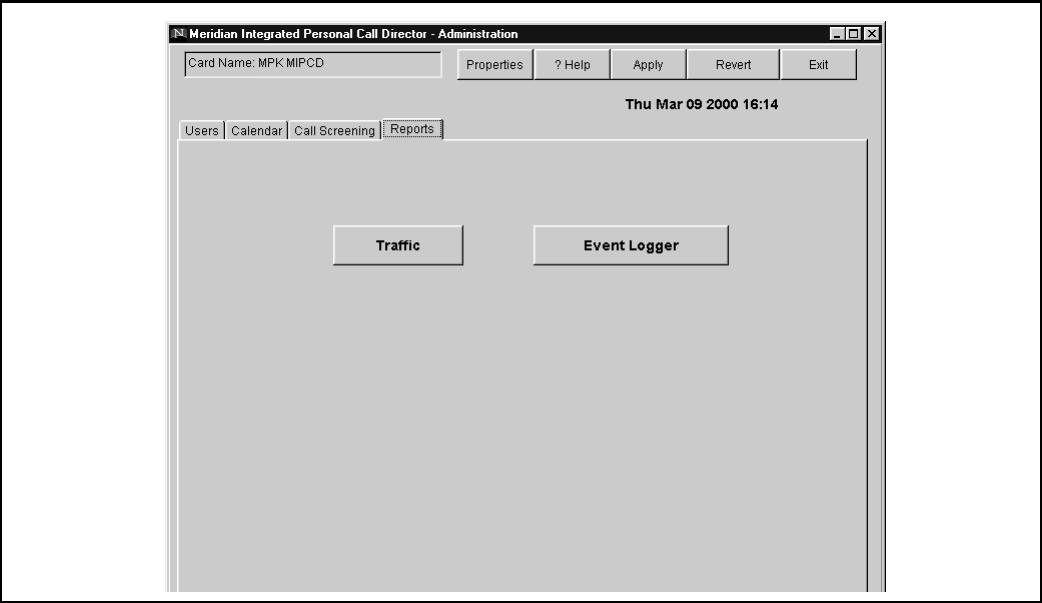 N Meridian Integrated Personal Call Director - Administration
Card Name: MPK MIPCD
Properties ? Help Apply Revert Exit
Thu Mar 09 2000 16:14
Users Calendar Call Screening Reports
Traffic Event Logger